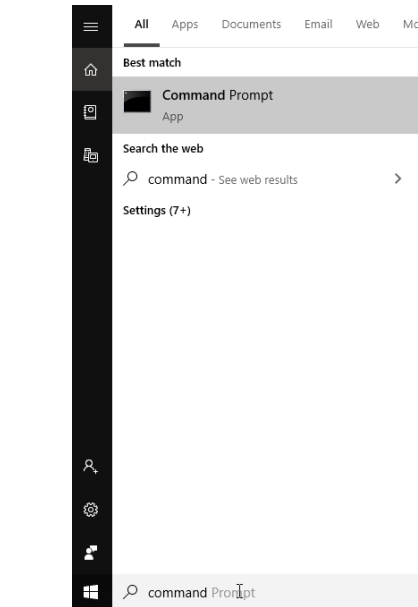 All Apps Documents Email Web Mo
Best match
Command Prompt
App
Search the web
command - See web results
Settings (7+)
command Prompt